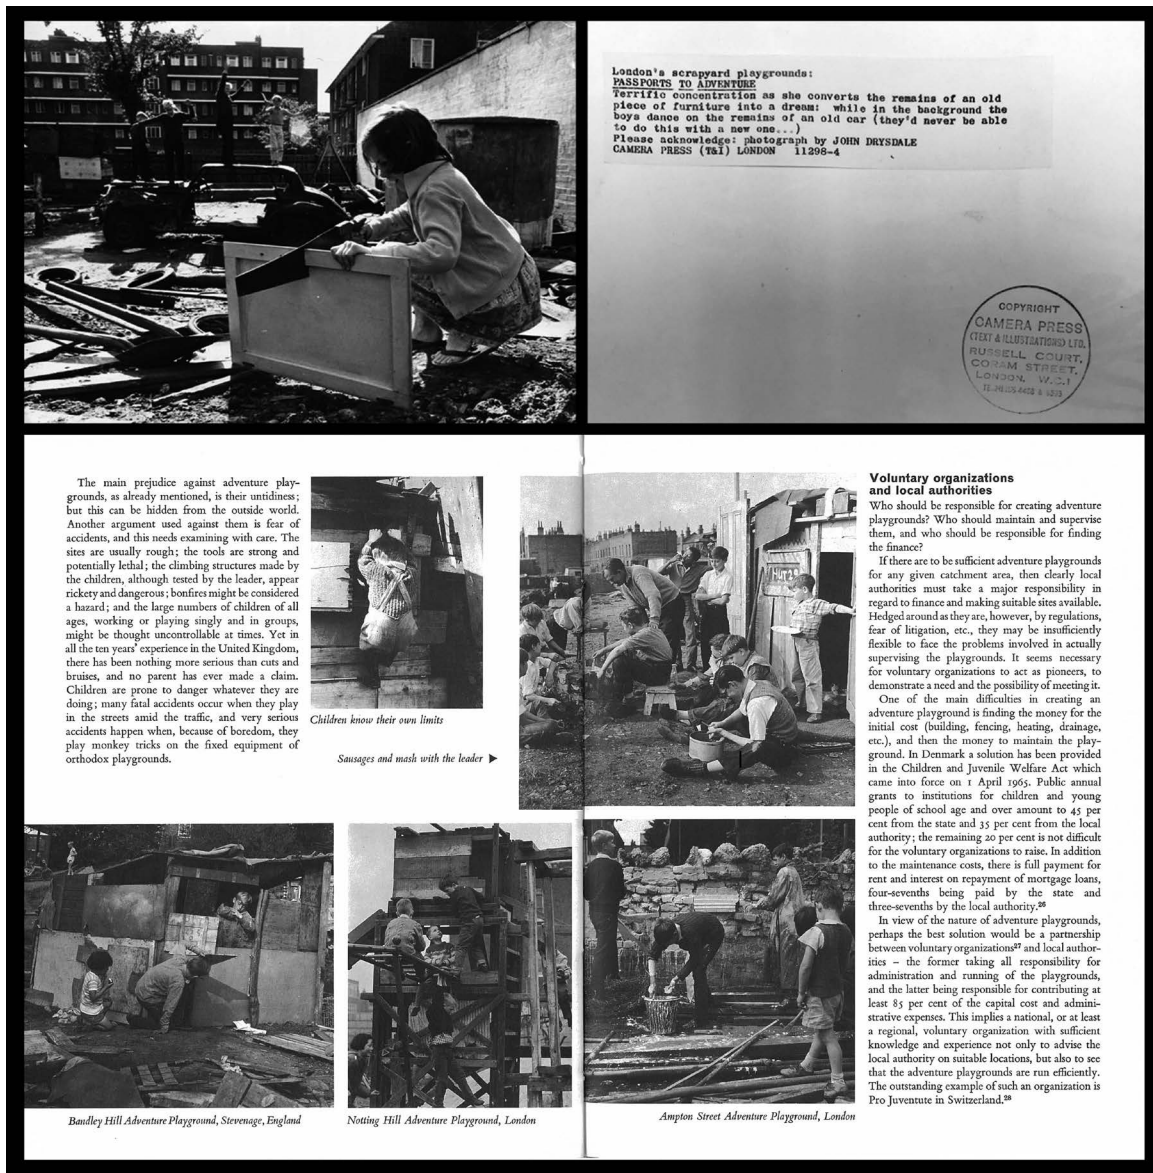 London's scrapyard playgrounds:
PASSPORTS TO ADVENTURE
Terrific concentration as she converts the remains of an old
piece of furniture into a dream: while in the background the
boys dance on the remains of an old car (they'd never be able
to do this with a new one...)
Please acknowledge: photograph by JOHN DRYSDALE
CAMERA PRESS (T&I) LONDON 11298-4
COPYRIGHT
CAMERA PRESS
(TEXT & ILLUSTRATIONS) LTD.
RUSSELL COURT,
CORAM STREET,
LONDON, W.C.1
The main prejudice against adventure play-
grounds, as already mentioned, is their untidiness;
but this can be hidden from the outside world.
Another argument used against them is fear of
accidents, and this needs examining with care. The
sites are usually rough; the tools are strong and
potentially lethal; the climbing structures made by
the children, although tested by the leader, appear
rickety and dangerous; bonfires might be considered
a hazard; and the large numbers of children of all
ages, working or playing singly and in groups,
might be thought uncontrollable at times. Yet in
all the ten years' experience in the United Kingdom,
there has been nothing more serious than cuts and
bruises, and no parent has ever made a claim.
Children are prone to danger whatever they are
doing; many fatal accidents occur when they play
in the streets amid the traffic, and very serious
accidents happen when, because of boredom, they
play monkey tricks on the fixed equipment of
orthodox playgrounds.
Children know their own limits
Sausages and mash with the leader ▶
Bandley Hill Adventure Playground, Stevenage, England
Notting Hill Adventure Playground, London
Ampton Street Adventure Playground, London
Voluntary organizations
and local authorities
Who should be responsible for creating adventure
playgrounds? Who should maintain and supervise
them, and who should be responsible for finding
the finance?
If there are to be sufficient adventure playgrounds
for any given catchment area, then clearly local
authorities must take a major responsibility in
regard to finance and making suitable sites available.
Hedged around as they are, however, by regulations,
fear of litigation, etc., they may be insufficiently
flexible to face the problems involved in actually
supervising the playgrounds. It seems necessary
for voluntary organizations to act as pioneers, to
demonstrate a need and the possibility of meeting it.
One of the main difficulties in creating an
adventure playground is finding the money for the
initial cost (building, fencing, heating, drainage,
etc.), and then the money to maintain the play-
ground. In Denmark a solution has been provided
in the Children and Juvenile Welfare Act which
came into force on 1 April 1965. Public annual
grants to institutions for children and young
people of school age and over amount to 45 per
cent from the state and 35 per cent from the local
authority; the remaining 20 per cent is not difficult
for the voluntary organizations to raise. In addition
to the maintenance costs, there is full payment for
rent and interest on repayment of mortgage loans,
four-sevenths being paid by the state and
three-sevenths by the local authority.²⁶
In view of the nature of adventure playgrounds,
perhaps the best solution would be a partnership
between voluntary organizations²⁷ and local author-
ities – the former taking all responsibility for
administration and running of the playgrounds,
and the latter being responsible for contributing at
least 85 per cent of the capital cost and admini-
strative expenses. This implies a national, or at least
a regional, voluntary organization with sufficient
knowledge and experience not only to advise the
local authority on suitable locations, but also to see
that the adventure playgrounds are run efficiently.
The outstanding example of such an organization is
Pro Juventute in Switzerland.²⁸